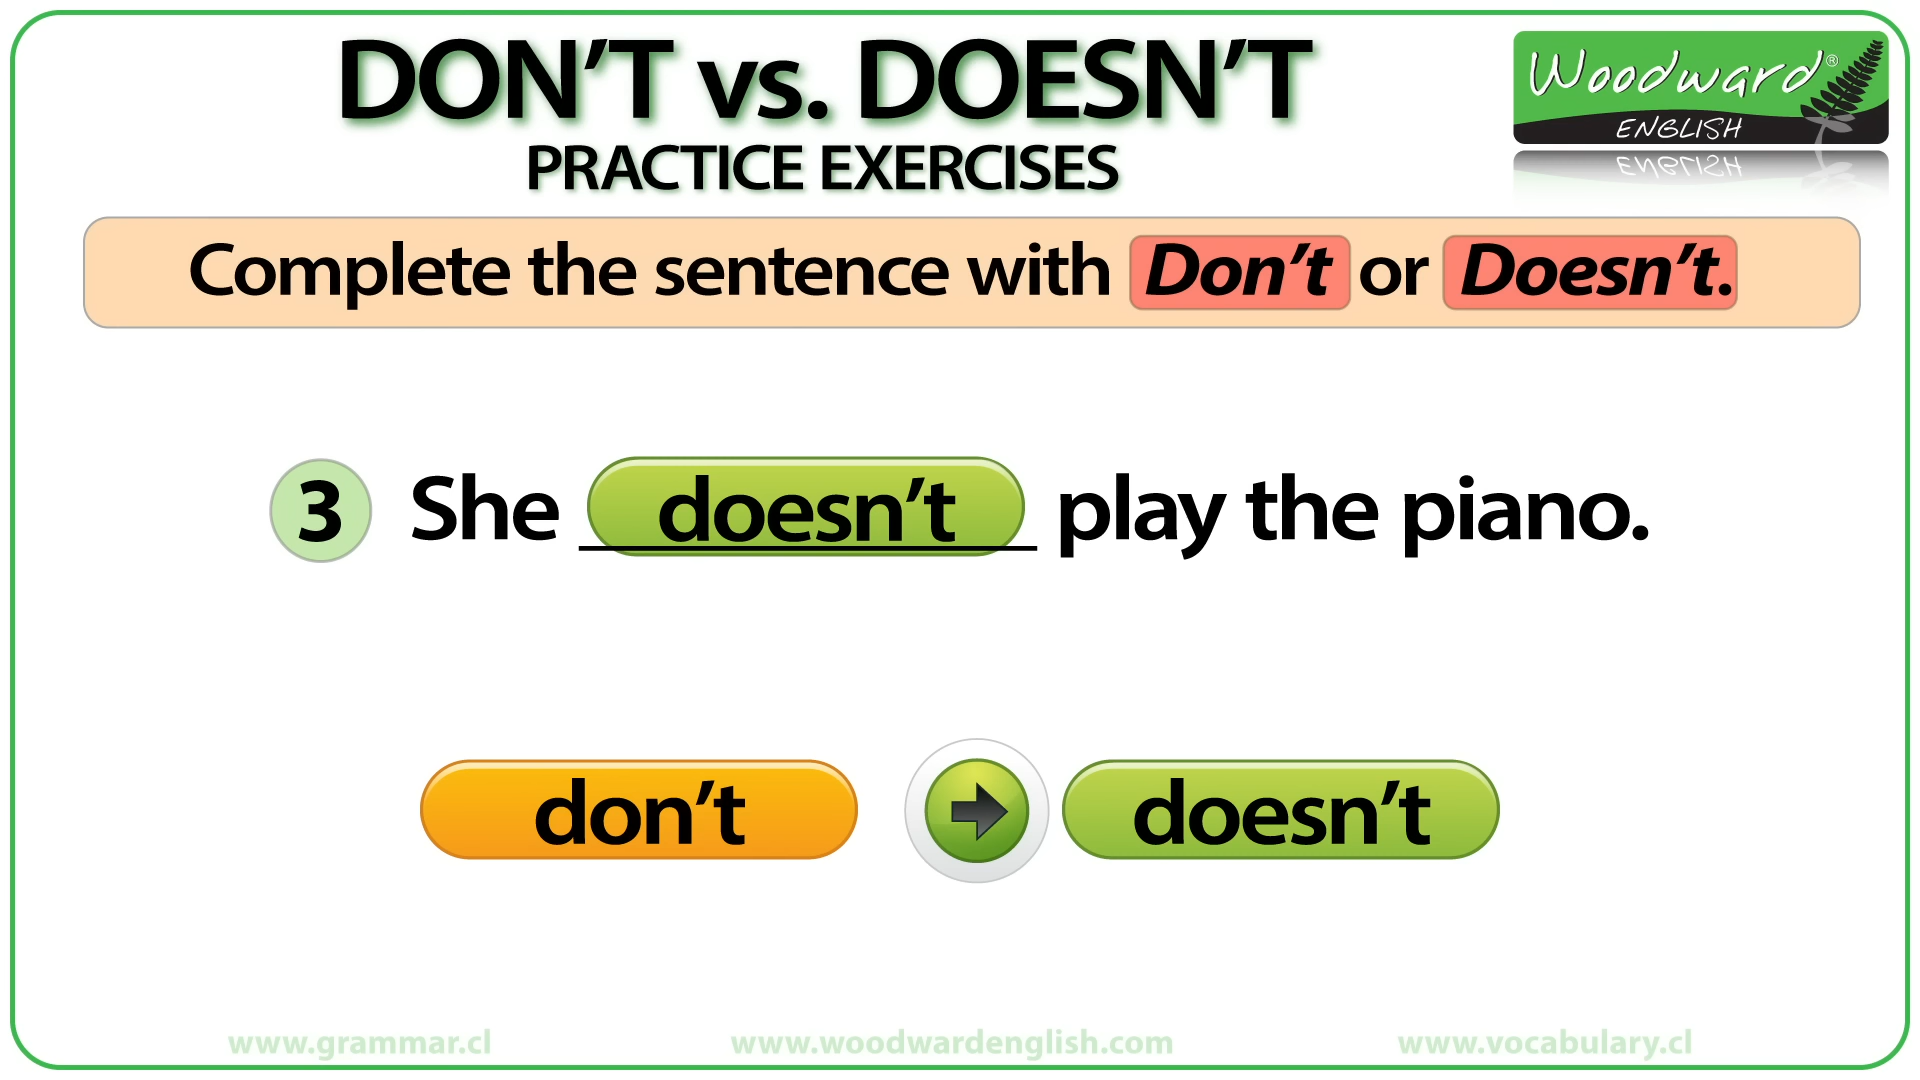 DON’T vs. DOESN’T
PRACTICE EXERCISES
Woodward®
ENGLISH
Complete the sentence with Don’t or Doesn’t.
3 She doesn’t play the piano.
don’t doesn’t
www.grammar.cl www.woodwardenglish.com www.vocabulary.cl